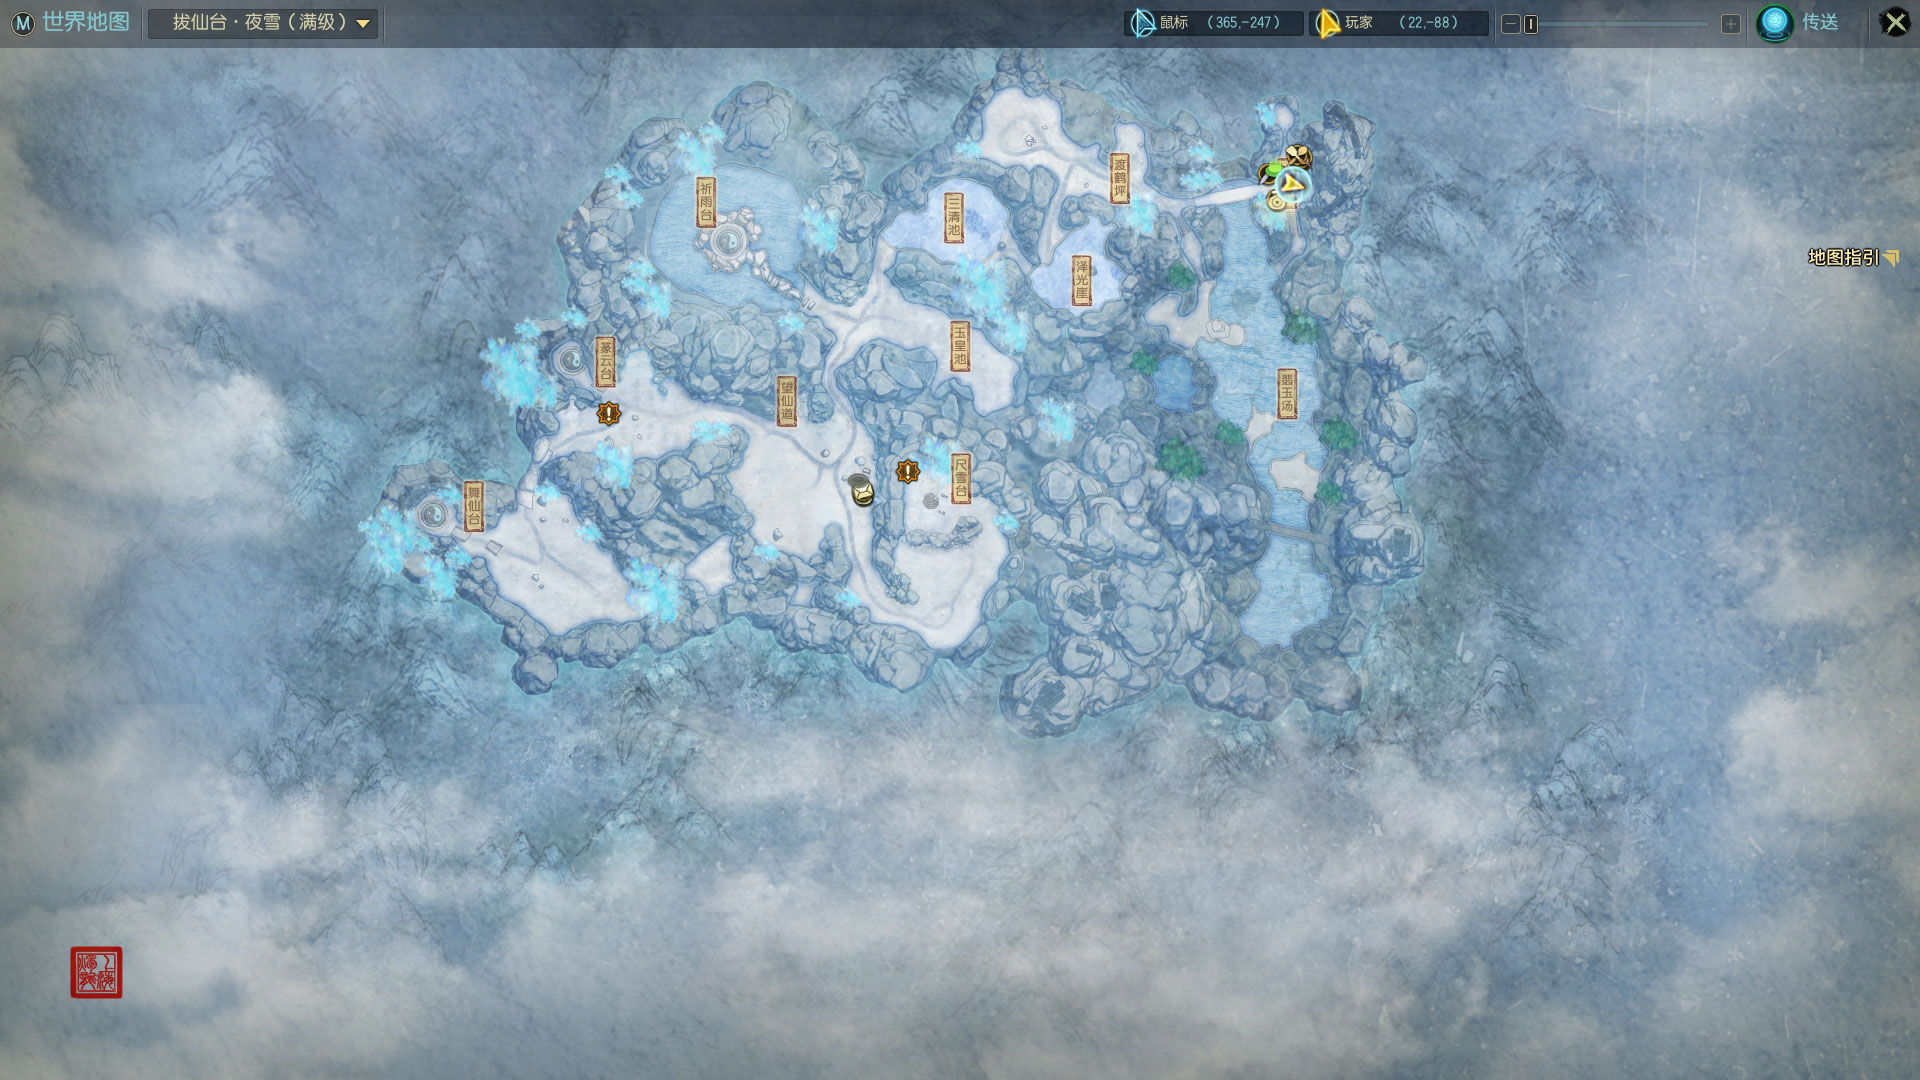 M 世界地图
拔仙台·夜雪（满级）
鼠标 （365,-247）
玩家 （22,-88）
传送
地图指引
渡鹤坪
祈雨台
三清池
泽光崖
玉皇池
篆云台
望仙道
翡玉汤
尺雪台
舞仙台